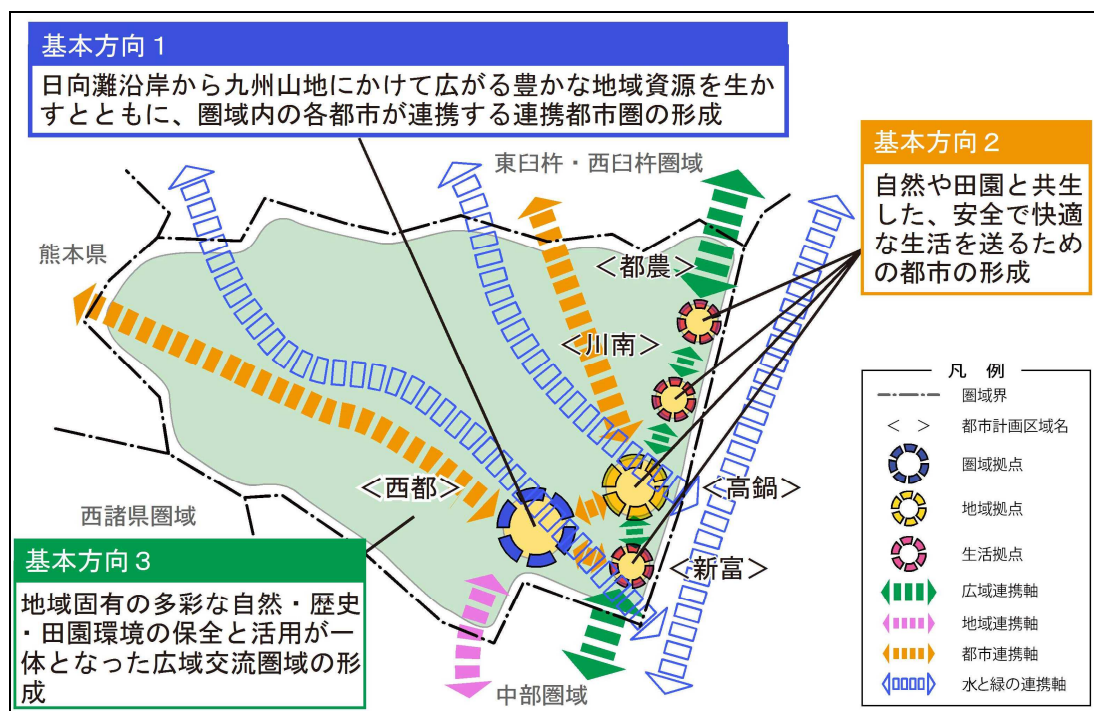 基本方向1
日向灘沿岸から九州山地にかけて広がる豊かな地域資源を生か
すとともに、圏域内の各都市が連携する連携都市圏の形成
東臼杵・西臼杵圏域
基本方向2
自然や田園と共生
した、安全で快適
な生活を送るため
の都市の形成
熊本県
<都農>
<川南>
<西都>
<高鍋>
<新富>
西諸県圏域
基本方向3
地域固有の多彩な自然・歴史
・田園環境の保全と活用が一
体となった広域交流圏域の形
成
中部圏域
凡 例
圏域界
< > 都市計画区域名
圏域拠点
地域拠点
生活拠点
広域連携軸
地域連携軸
都市連携軸
水と緑の連携軸